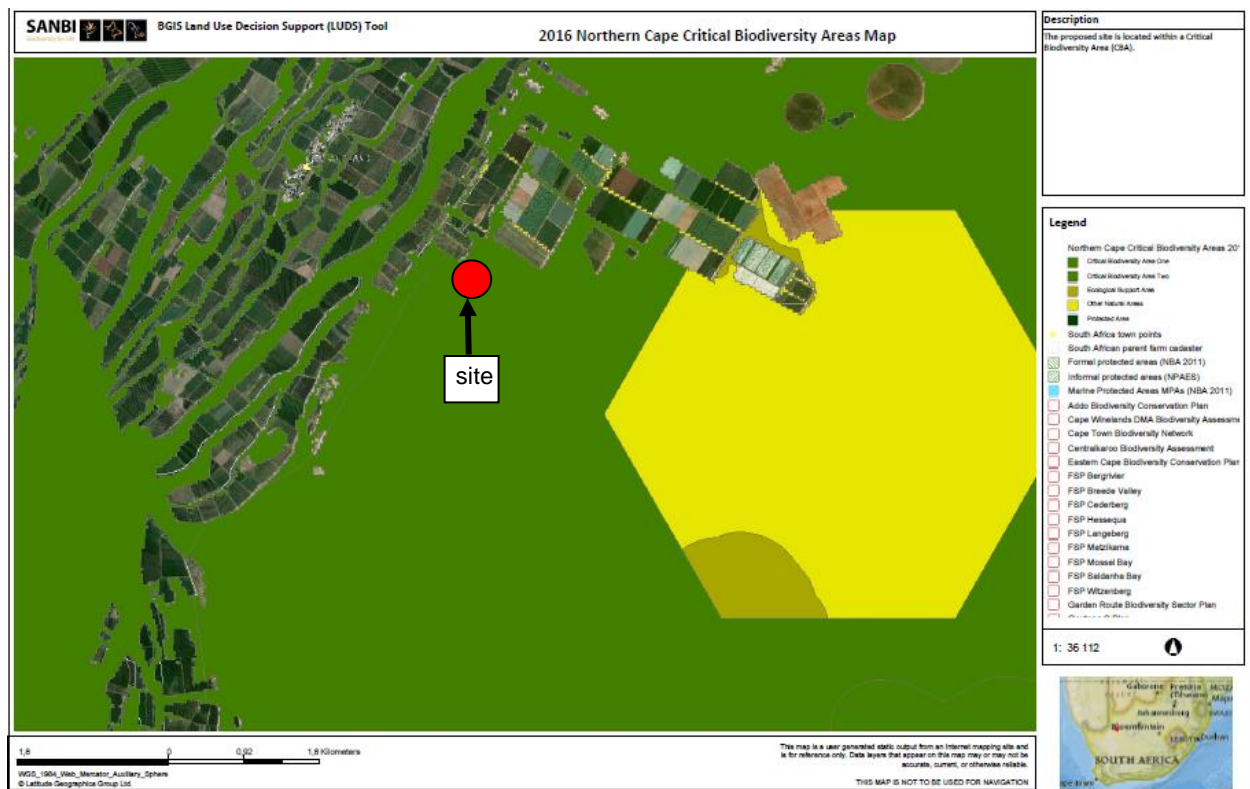 SANBI
BGIS Land Use Decision Support (LUDS) Tool
2016 Northern Cape Critical Biodiversity Areas Map
Description
The proposed site is located within a Critical
Biodiversity Area (CBA).
site
Legend
Northern Cape Critical Biodiversity Areas 201
Critical Biodiversity Area One
Critical Biodiversity Area Two
Ecological Support Area
Other Natural Areas
Protected Area
South Africa town points
South African parent farm cadaster
Formal protected areas (NBA 2011)
Informal protected areas (NPAES)
Marine Protected Areas MPAs (NBA 2011)
Addo Biodiversity Conservation Plan
Cape Winelands DMA Biodiversity Assessme
Cape Town Biodiversity Network
Centralkaroo Biodiversity Assessment
Eastern Cape Biodiversity Conservation Plan
FSP Bergrivier
FSP Breede Valley
FSP Cederberg
FSP Hessequa
FSP Langeberg
FSP Matzikama
FSP Mossel Bay
FSP Saldanha Bay
FSP Witzenberg
Garden Route Biodiversity Sector Plan
1: 36 112
Gaborone Pretoria MOZA
(Tshwane) Mapu
Johannesburg
Bloemfontein
Durban
SOUTH AFRICA
1,8 0 0,92 1,8 Kilometers
WGS_1984_Web_Mercator_Auxiliary_Sphere
© Latitude Geographics Group Ltd.
This map is a user generated static output from an Internet mapping site and
is for reference only. Data layers that appear on this map may or may not be
accurate, current, or otherwise reliable.
THIS MAP IS NOT TO BE USED FOR NAVIGATION